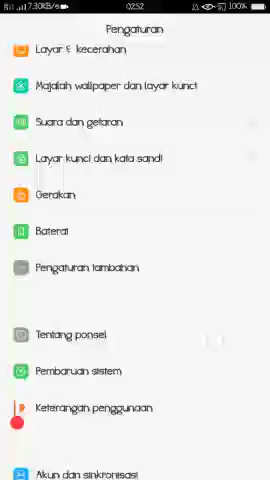 7.30KB/s 02:52 100%
Pengaturan
Layar & kecerahan
Majalah wallpaper dan layar kunci
Suara dan getaran
Layar kunci dan kata sandi
Gerakan
Baterai
Pengaturan tambahan
Tentang ponsel
Pembaruan sistem
Keterangan penggunaan
Akun dan sinkronisasi